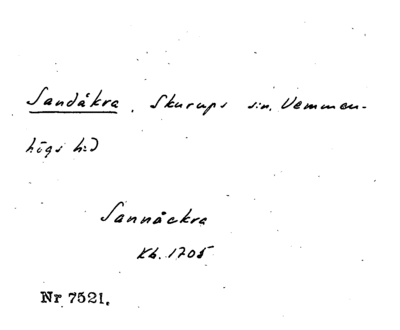 Sandåkra, Skurups sn, Vemmen-
högs hd
Sannåckra
Kb. 1705
Nr 7521.